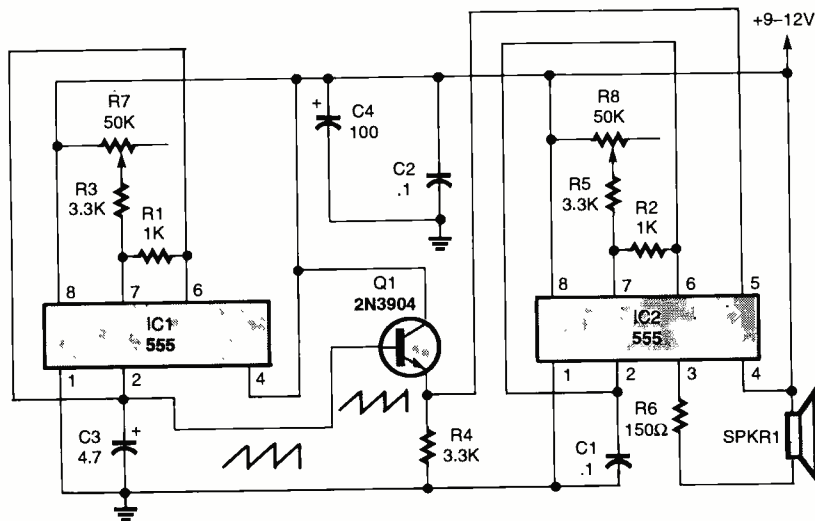 +9–12V
R7
50K
+
C4
100
R8
50K
C2
.1
R3
3.3K
R1
1K
R5
3.3K
R2
1K
Q1
2N3904
8
7
6
8
7
6
5
IC1
555
IC2
555
1
2
4
1
2
3
4
C3
4.7
+
R4
3.3K
C1
.1
R6
150Ω
SPKR1